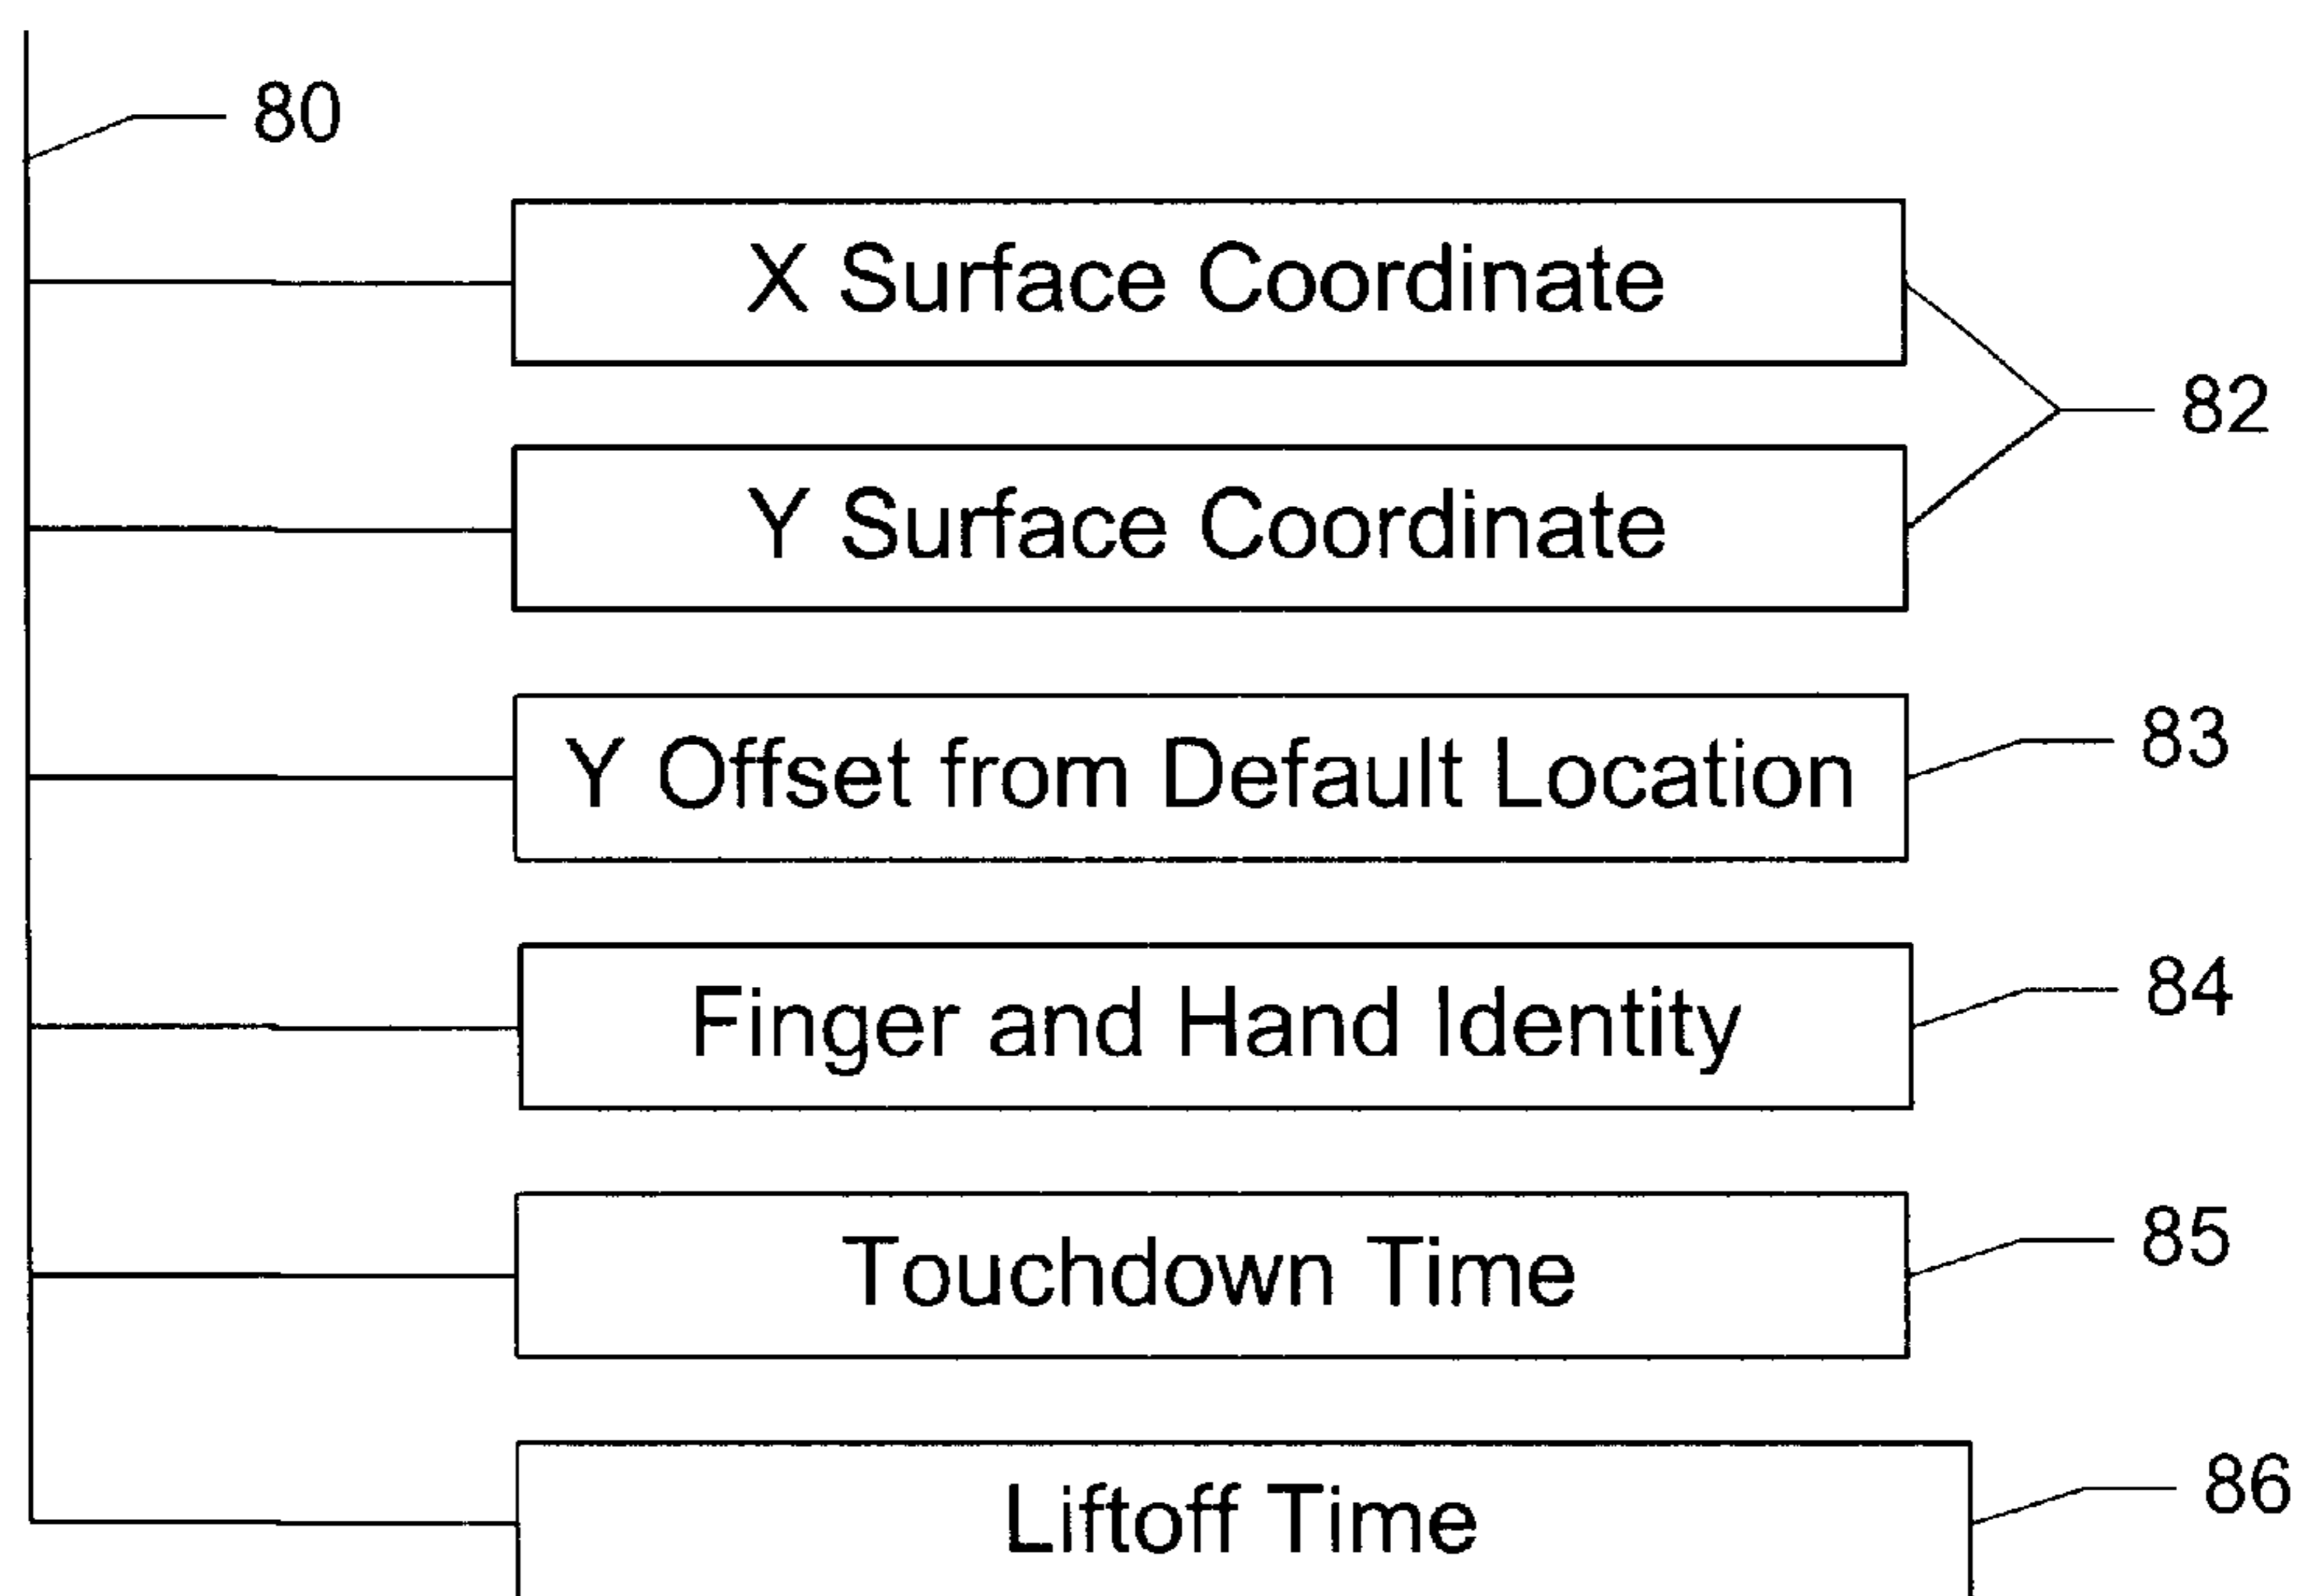 80
X Surface Coordinate
82
Y Surface Coordinate
Y Offset from Default Location
83
Finger and Hand Identity
84
Touchdown Time
85
Liftoff Time
86